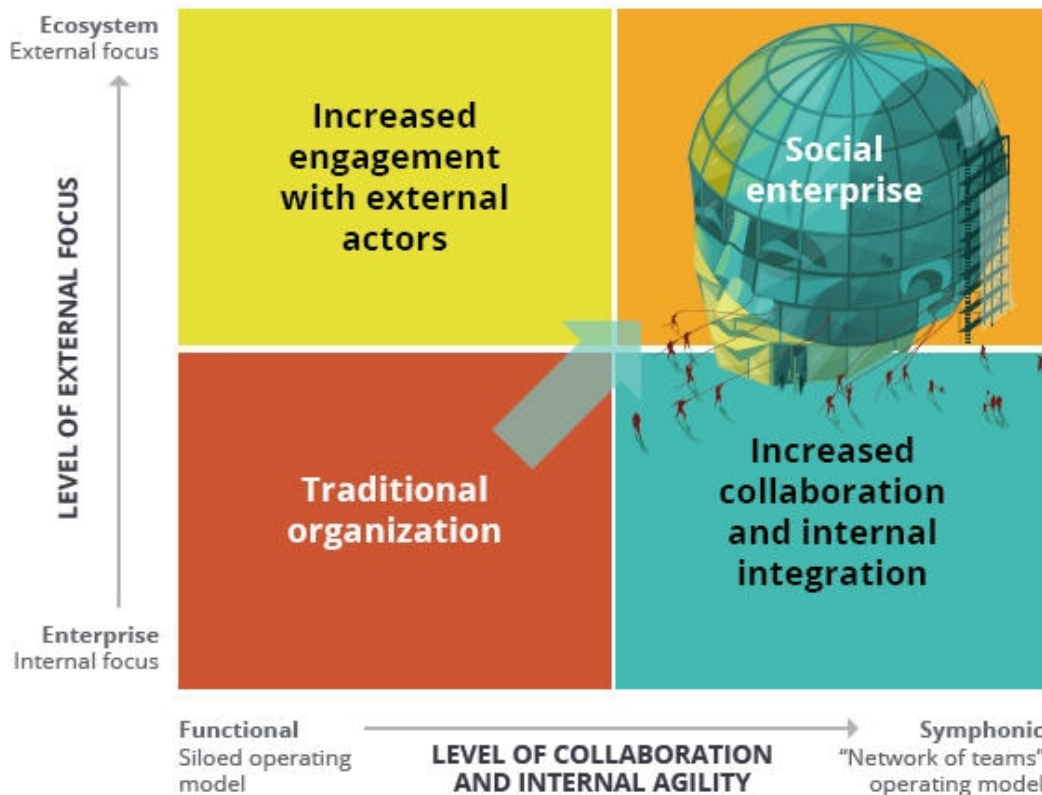 Ecosystem
External focus
Increased
engagement
with external
actors
Social
enterprise
LEVEL OF EXTERNAL FOCUS
Traditional
organization
Increased
collaboration
and internal
integration
Enterprise
Internal focus
Functional
Siloed operating
model
LEVEL OF COLLABORATION
AND INTERNAL AGILITY
Symphonic
“Network of teams”
operating model